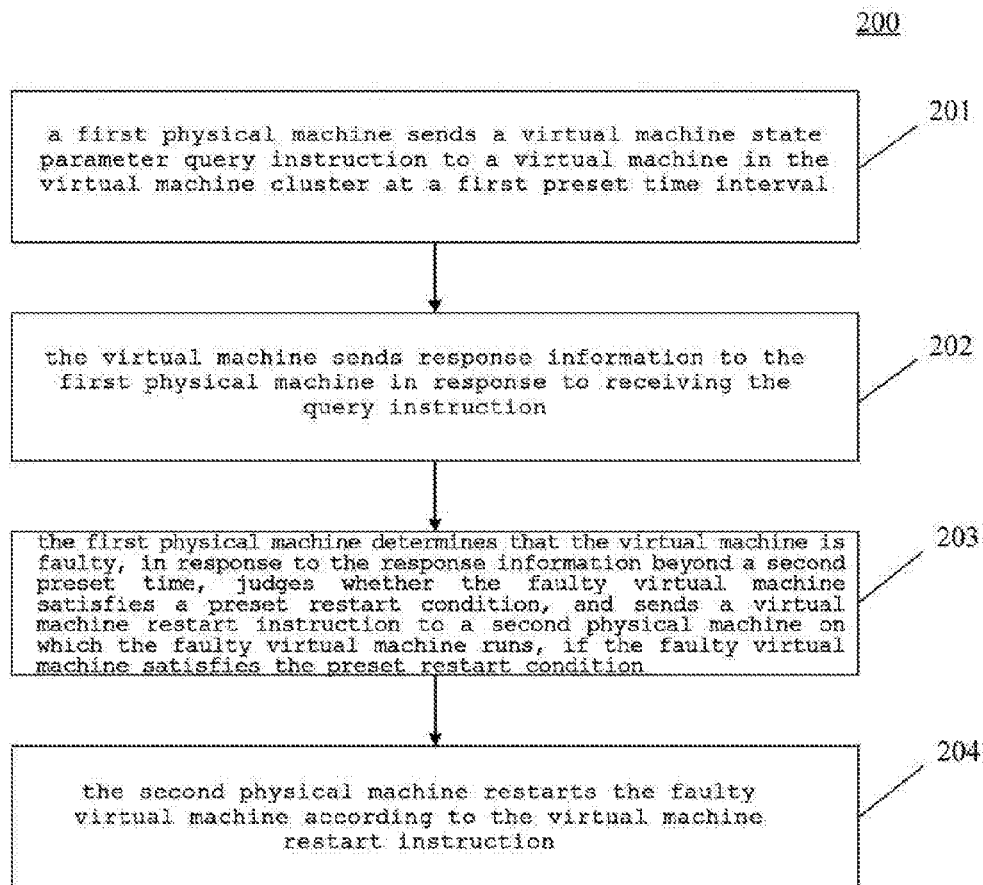 200
a first physical machine sends a virtual machine state
parameter query instruction to a virtual machine in the
virtual machine cluster at a first preset time interval
201
the virtual machine sends response information to the
first physical machine in response to receiving the
query instruction
202
the first physical machine determines that the virtual machine is
faulty, in response to the response information beyond a second
preset time, judges whether the faulty virtual machine
satisfies a preset restart condition, and sends a virtual
machine restart instruction to a second physical machine on
which the faulty virtual machine runs, if the faulty virtual
machine satisfies the preset restart condition
203
the second physical machine restarts the faulty
virtual machine according to the virtual machine
restart instruction
204